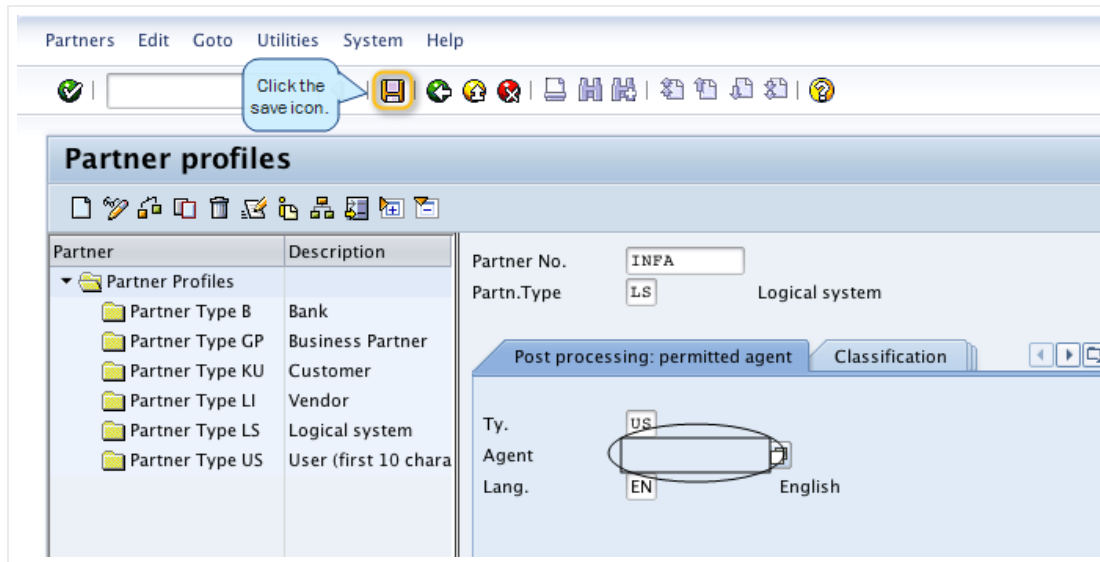 Partners Edit Goto Utilities System Help
Click the
save icon.
Partner profiles
Partner Description
Partner Profiles
Partner Type B Bank
Partner Type GP Business Partner
Partner Type KU Customer
Partner Type LI Vendor
Partner Type LS Logical system
Partner Type US User (first 10 chara
Partner No. INFA
Partn.Type LS Logical system
Post processing: permitted agent Classification
Ty. US
Agent
Lang. EN English